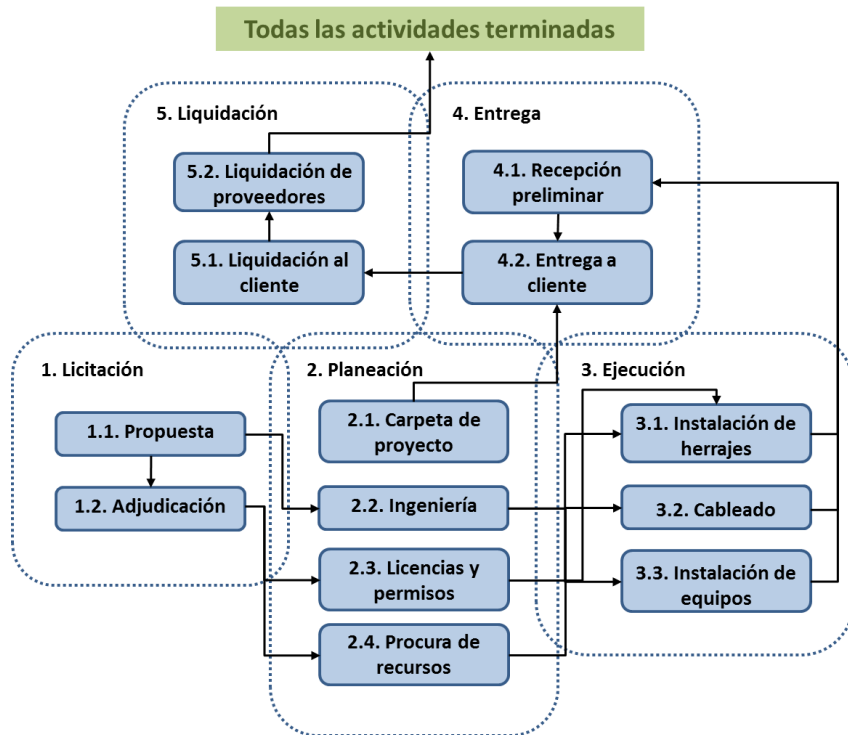 Todas las actividades terminadas
5. Liquidación
5.2. Liquidación de
proveedores
5.1. Liquidación al
cliente
4. Entrega
4.1. Recepción
preliminar
4.2. Entrega a
cliente
1. Licitación
1.1. Propuesta
1.2. Adjudicación
2. Planeación
2.1. Carpeta de
proyecto
2.2. Ingeniería
2.3. Licencias y
permisos
2.4. Procura de
recursos
3. Ejecución
3.1. Instalación de
herrajes
3.2. Cableado
3.3. Instalación de
equipos